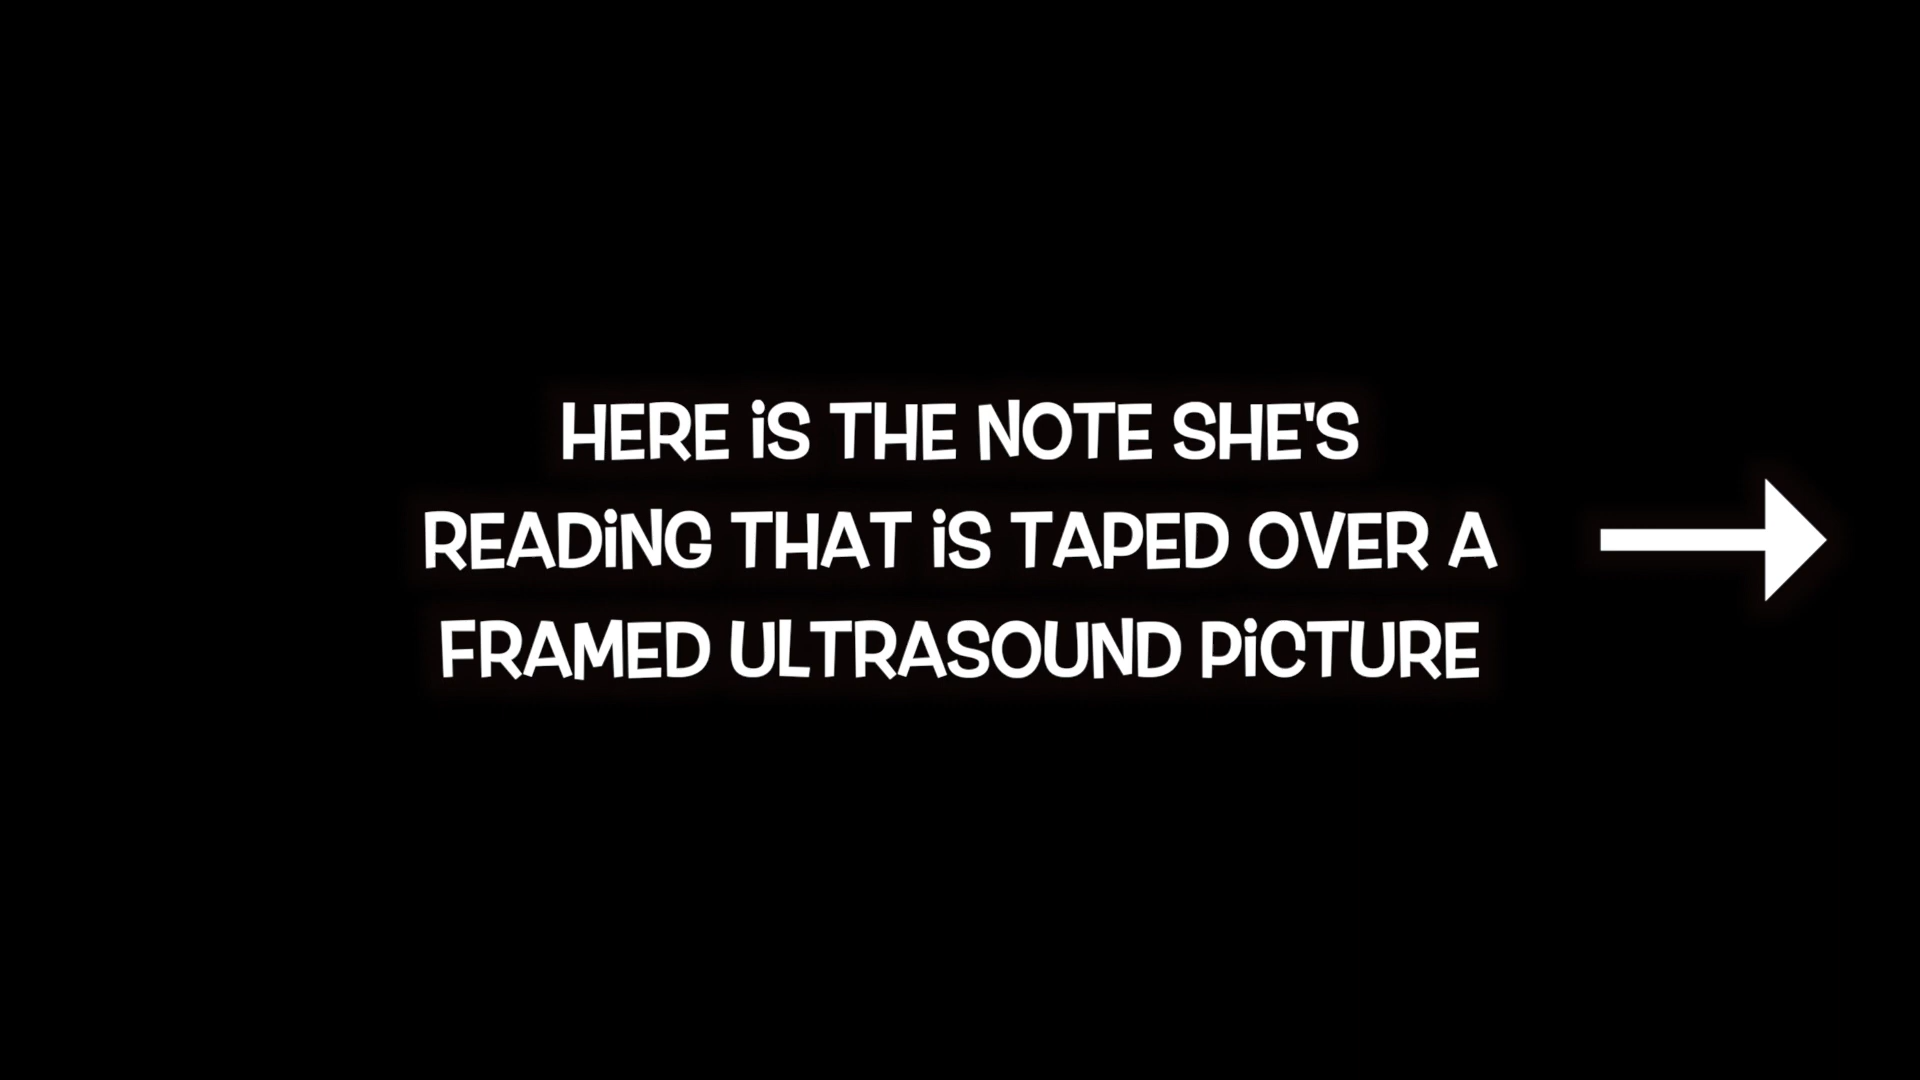 HERE iS THE NOTE SHE'S
READiNG THAT iS TAPED OVER A
FRAMED ULTRASOUND PiCTURE